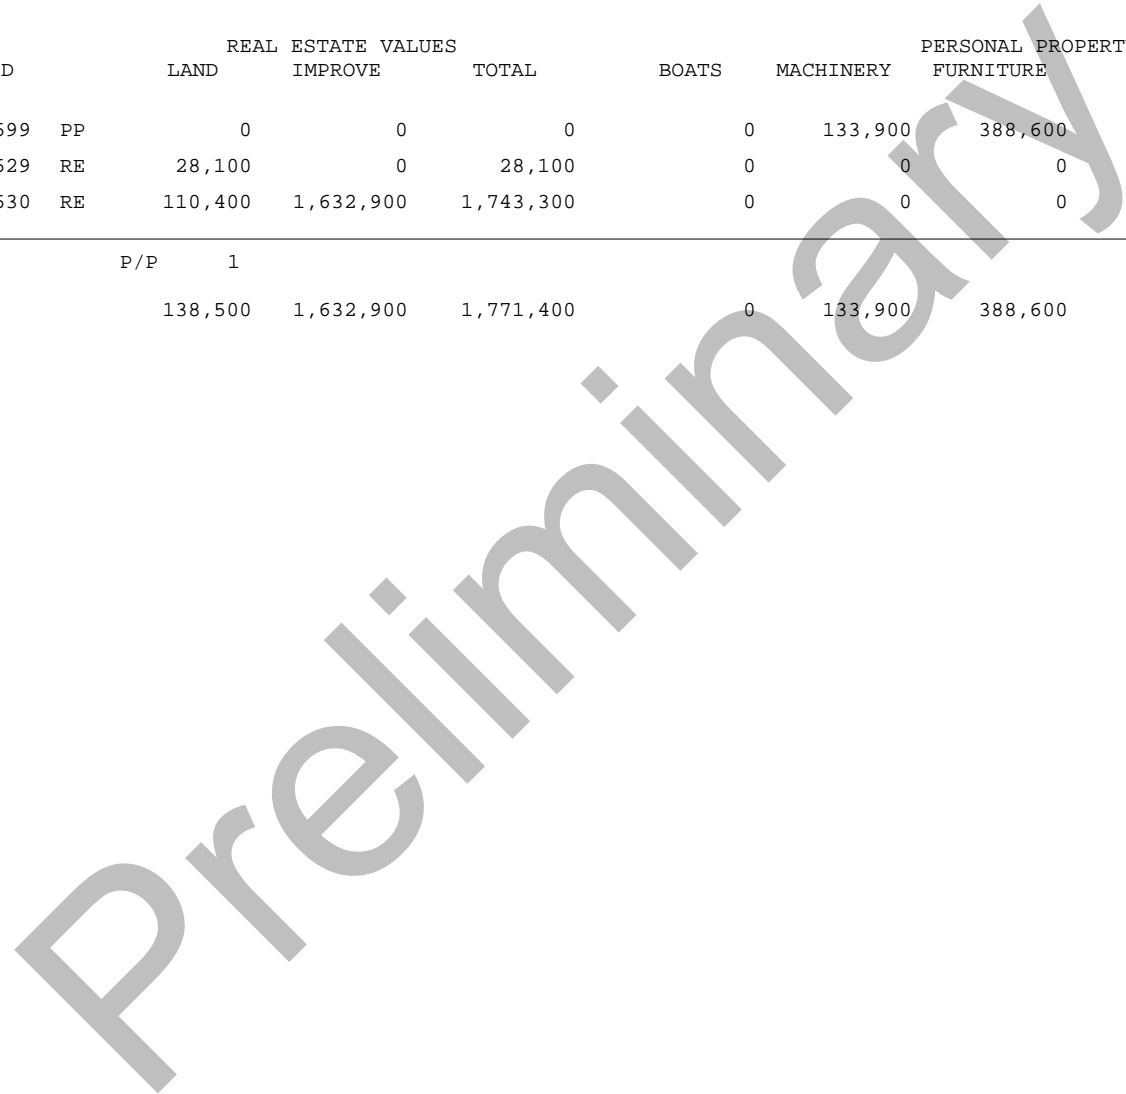 REAL ESTATE VALUES PERSONAL PROPERT
D LAND IMPROVE TOTAL BOATS MACHINERY FURNITURE
599 PP 0 0 0 0 133,900 388,600
529 RE 28,100 0 28,100 0 0 0
530 RE 110,400 1,632,900 1,743,300 0 0 0
P/P 1
138,500 1,632,900 1,771,400 0 133,900 388,600
Preliminary